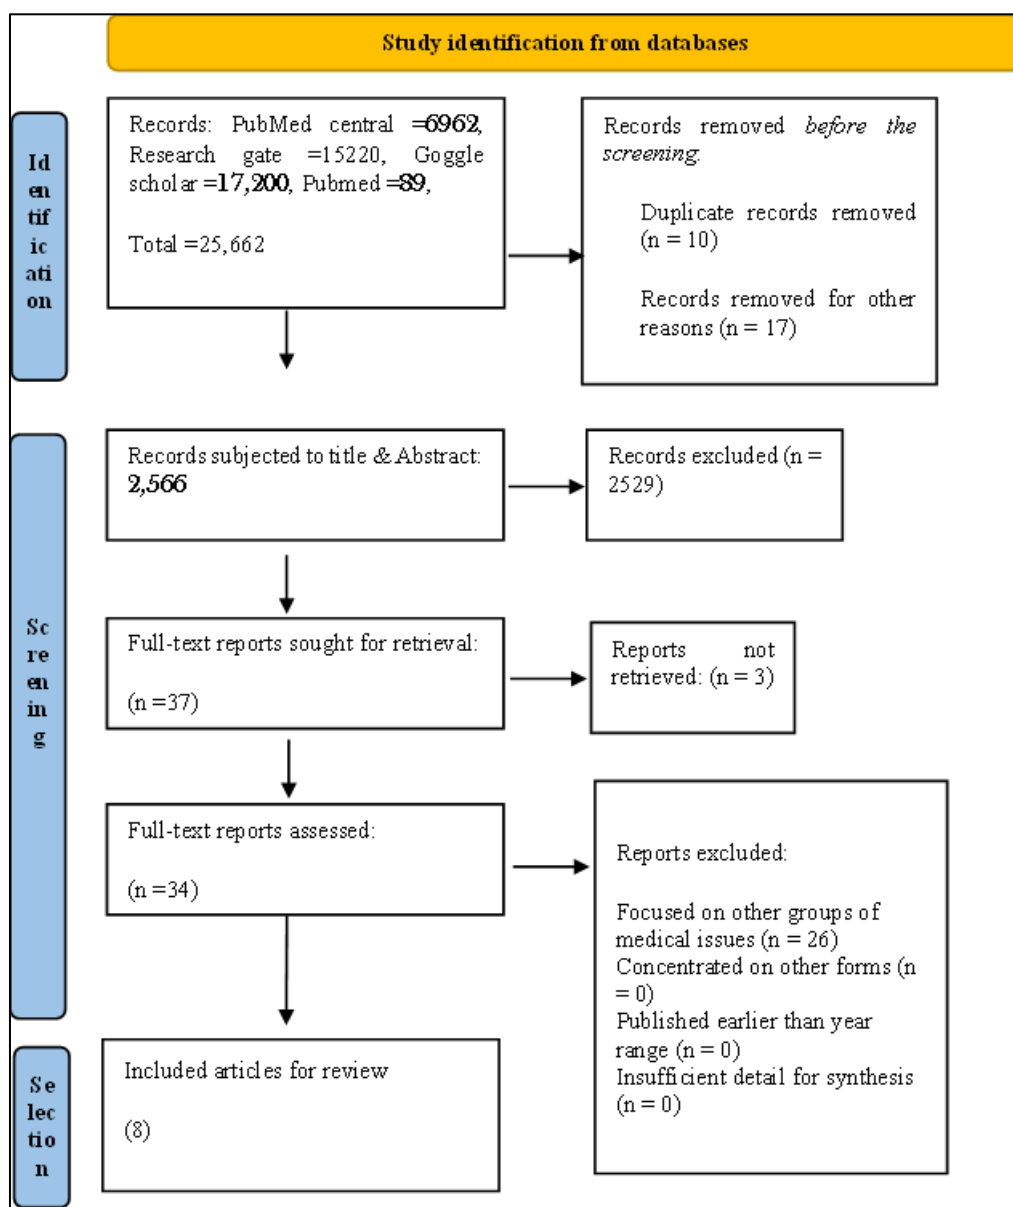 Study identification from databases
Id
en
tif
ic
ati
on
Records: PubMed central =6962,
Research gate =15220, Goggle
scholar =17,200, Pubmed =89,
Total =25,662
Records removed before the
screening:
Duplicate records removed
(n = 10)
Records removed for other
reasons (n = 17)
Sc
re
en
in
g
Records subjected to title & Abstract:
2,566
Records excluded (n =
2529)
Full-text reports sought for retrieval:
(n =37)
Reports not
retrieved: (n = 3)
Full-text reports assessed:
(n =34)
Reports excluded:
Focused on other groups of
medical issues (n = 26)
Concentrated on other forms (n
= 0)
Published earlier than year
range (n = 0)
Insufficient detail for synthesis
(n = 0)
Se
lec
tio
n
Included articles for review
(8)